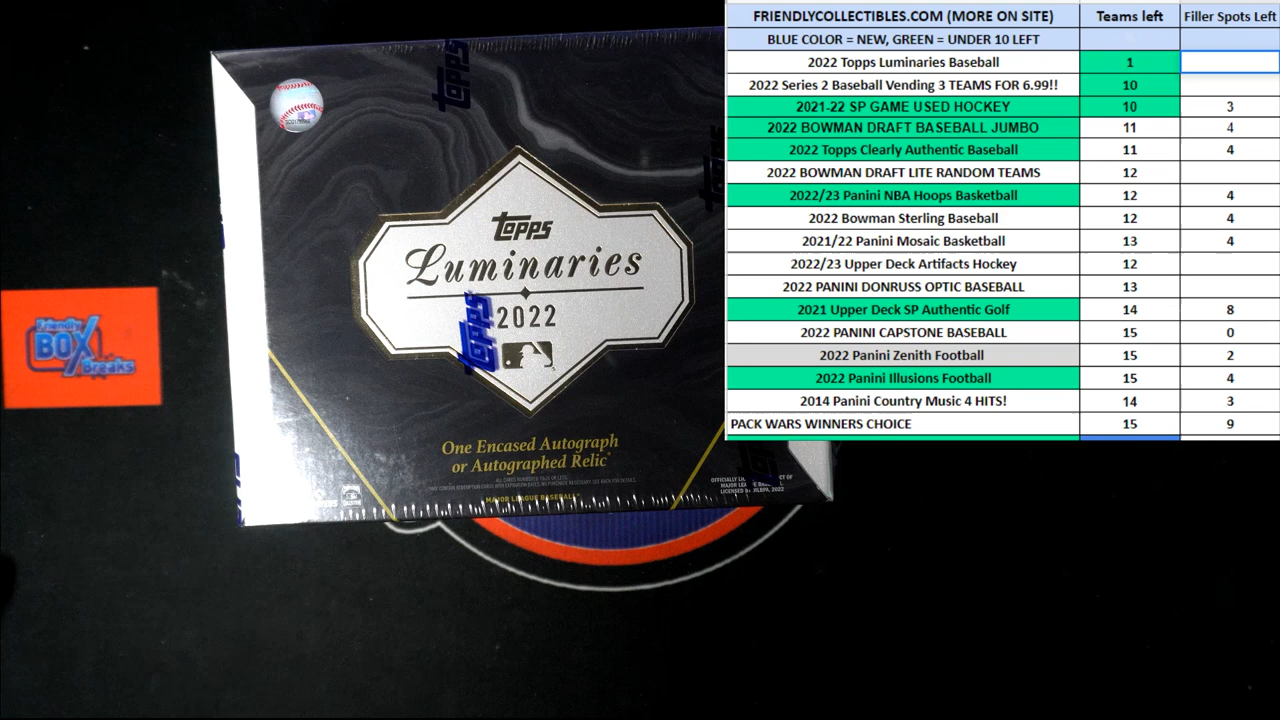 FRIENDLYCOLLECTIBLES.COM (MORE ON SITE) Teams left Filler Spots Left
BLUE COLOR = NEW, GREEN = UNDER 10 LEFT
2022 Topps Luminaries Baseball 1
2022 Series 2 Baseball Vending 3 TEAMS FOR 6.99!! 10
2021-22 SP GAME USED HOCKEY 10 3
2022 BOWMAN DRAFT BASEBALL JUMBO 11 4
2022 Topps Clearly Authentic Baseball 11 4
2022 BOWMAN DRAFT LITE RANDOM TEAMS 12
2022/23 Panini NBA Hoops Basketball 12 4
2022 Bowman Sterling Baseball 12 4
2021/22 Panini Mosaic Basketball 13 4
2022/23 Upper Deck Artifacts Hockey 12
2022 PANINI DONRUSS OPTIC BASEBALL 13
2021 Upper Deck SP Authentic Golf 14 8
2022 PANINI CAPSTONE BASEBALL 15 0
2022 Panini Zenith Football 15 2
2022 Panini Illusions Football 15 4
2014 Panini Country Music 4 HITS! 14 3
PACK WARS WINNERS CHOICE 15 9
Topps
Topps
Luminaries
2022
Topps
One Encased Autograph
or Autographed Relic
MAJOR LEAGUE BASEBALL
Friendly
BOX
Breaks